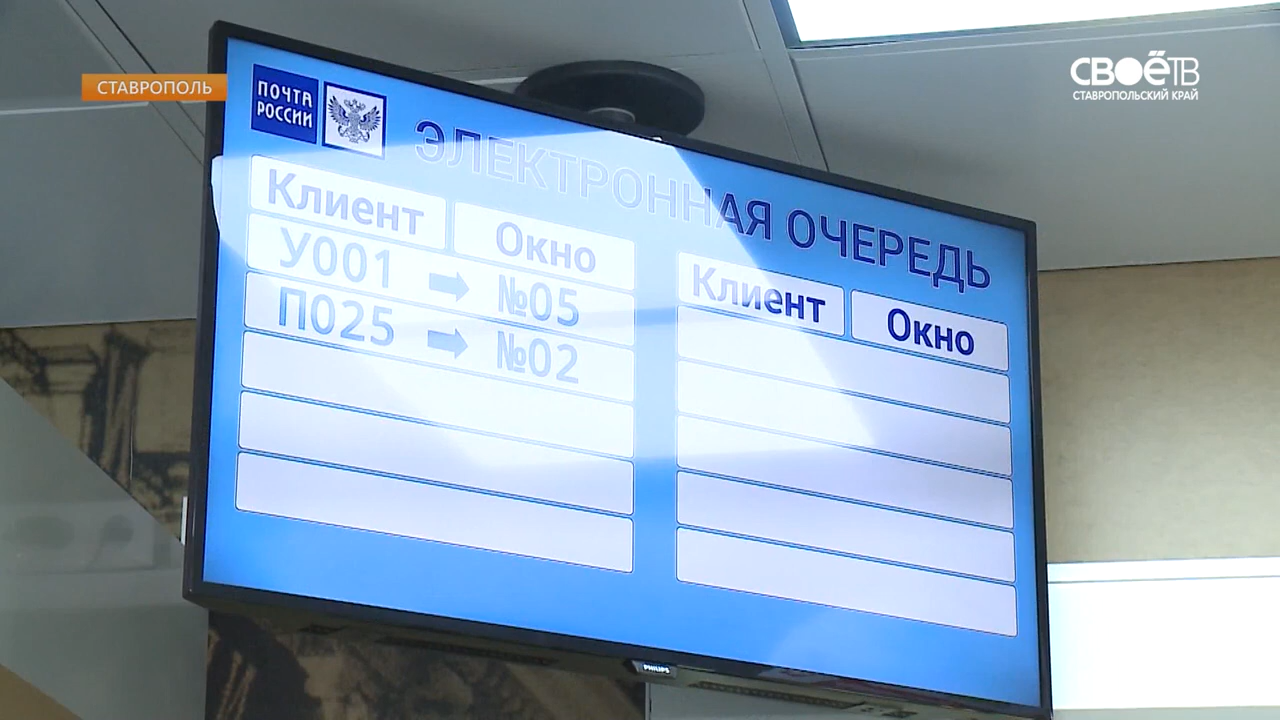 СТАВРОПОЛЬ
СВОЁТВ
СТАВРОПОЛЬСКИЙ КРАЙ
ПОЧТА
РОССИИ
ЭЛЕКТРОННАЯ ОЧЕРЕДЬ
Клиент Окно
У001 №05
П025 №02
Клиент Окно
PHILIPS